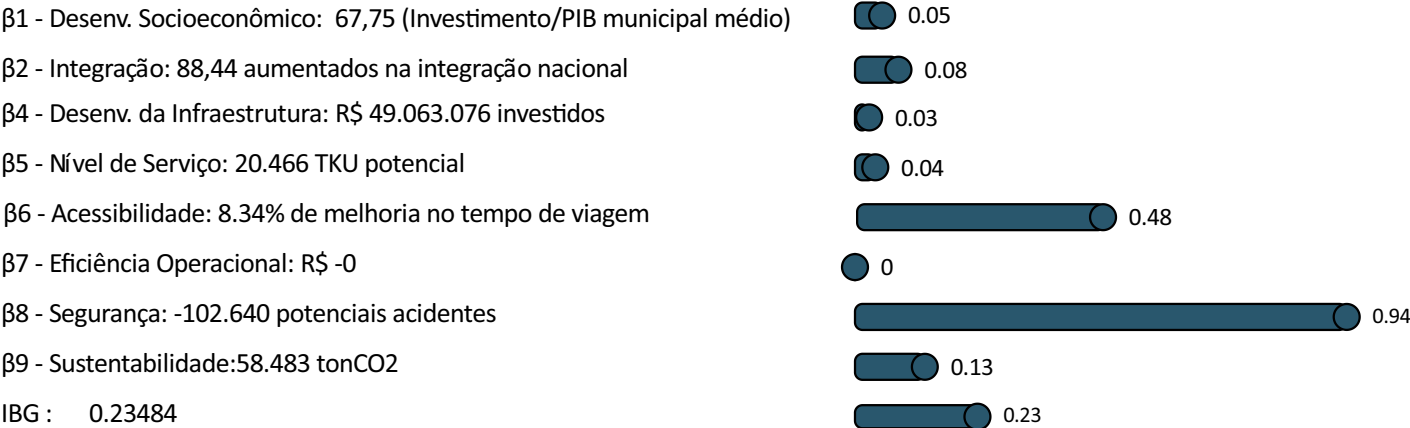 β1 - Desenv. Socioeconômico: 67,75 (Investimento/PIB municipal médio) 0.05
β2 - Integração: 88,44 aumentados na integração nacional 0.08
β4 - Desenv. da Infraestrutura: R$ 49.063.076 investidos 0.03
β5 - Nível de Serviço: 20.466 TKU potencial 0.04
β6 - Acessibilidade: 8.34% de melhoria no tempo de viagem 0.48
β7 - Eficiência Operacional: R$ -0 0
β8 - Segurança: -102.640 potenciais acidentes 0.94
β9 - Sustentabilidade:58.483 tonCO2 0.13
IBG : 0.23484 0.23